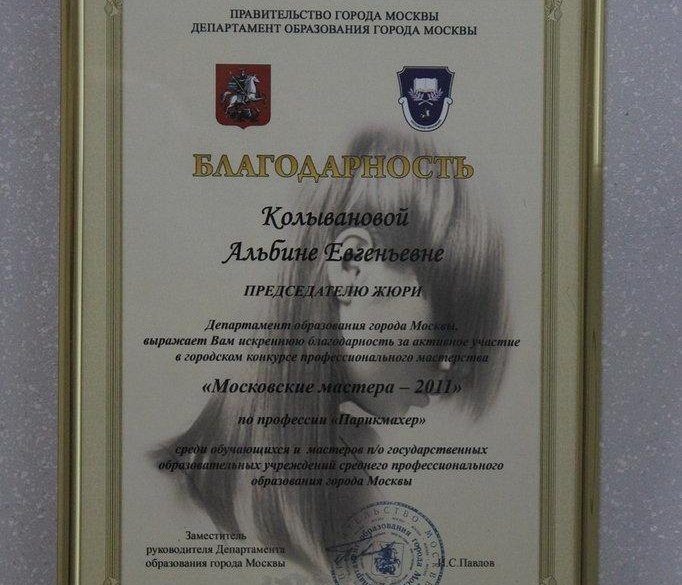 ПРАВИТЕЛЬСТВО ГОРОДА МОСКВЫ
ДЕПАРТАМЕНТ ОБРАЗОВАНИЯ ГОРОДА МОСКВЫ
БЛАГОДАРНОСТЬ
Колывановой
Альбине Евгеньевне
ПРЕДСЕДАТЕЛЮ ЖЮРИ
Департамент образования города Москвы,
выражает Вам искреннюю благодарность за активное участие
в городском конкурсе профессионального мастерства
«Московские мастера – 2011»
по профессии «Парикмахер»
среди обучающихся и мастеров п/о государственных
образовательных учреждений среднего профессионального
образования города Москвы
Заместитель
руководителя Департамента
образования города Москвы
И.С.Павлов